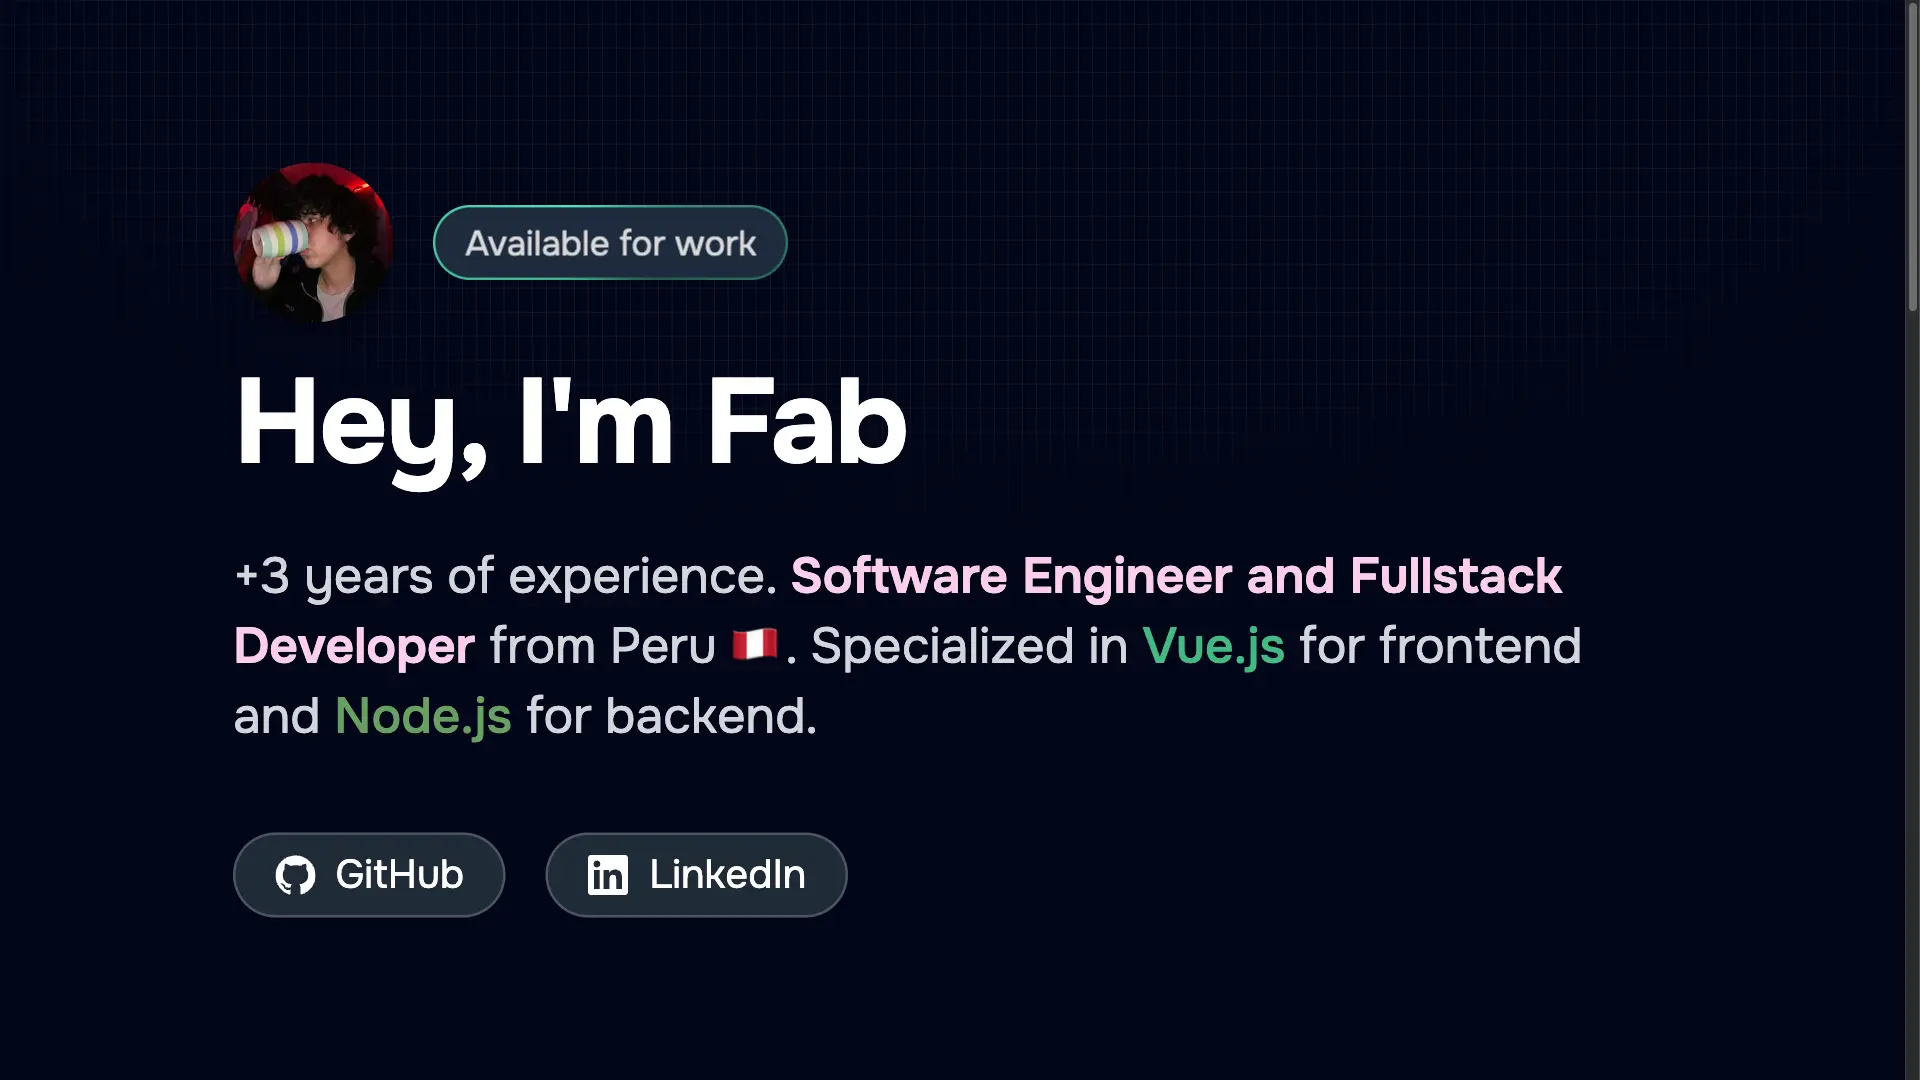 Available for work
Hey, I'm Fab
+3 years of experience. Software Engineer and Fullstack
Developer from Peru 🇵🇪. Specialized in Vue.js for frontend
and Node.js for backend.
GitHub
LinkedIn